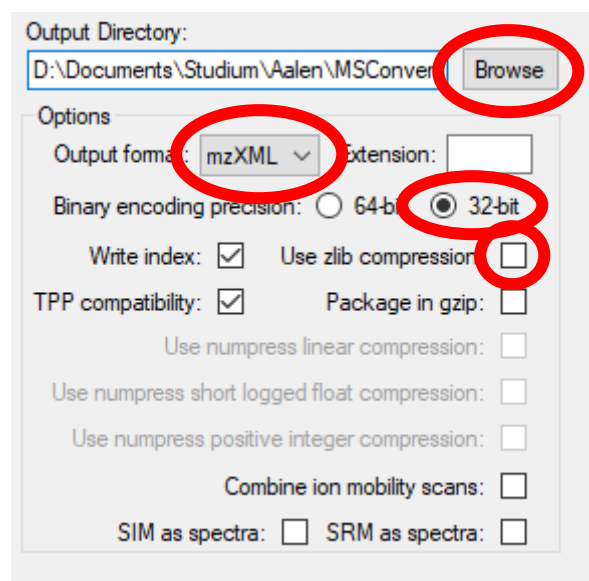 Output Directory:
D:\Documents\Studium\Aalen\MSConver Browse
Options
Output format: mzXML Extension:
Binary encoding precision: 64-bit 32-bit
Write index: Use zlib compression:
TPP compatibility: Package in gzip:
Use numpress linear compression:
Use numpress short logged float compression:
Use numpress positive integer compression:
Combine ion mobility scans:
SIM as spectra: SRM as spectra: